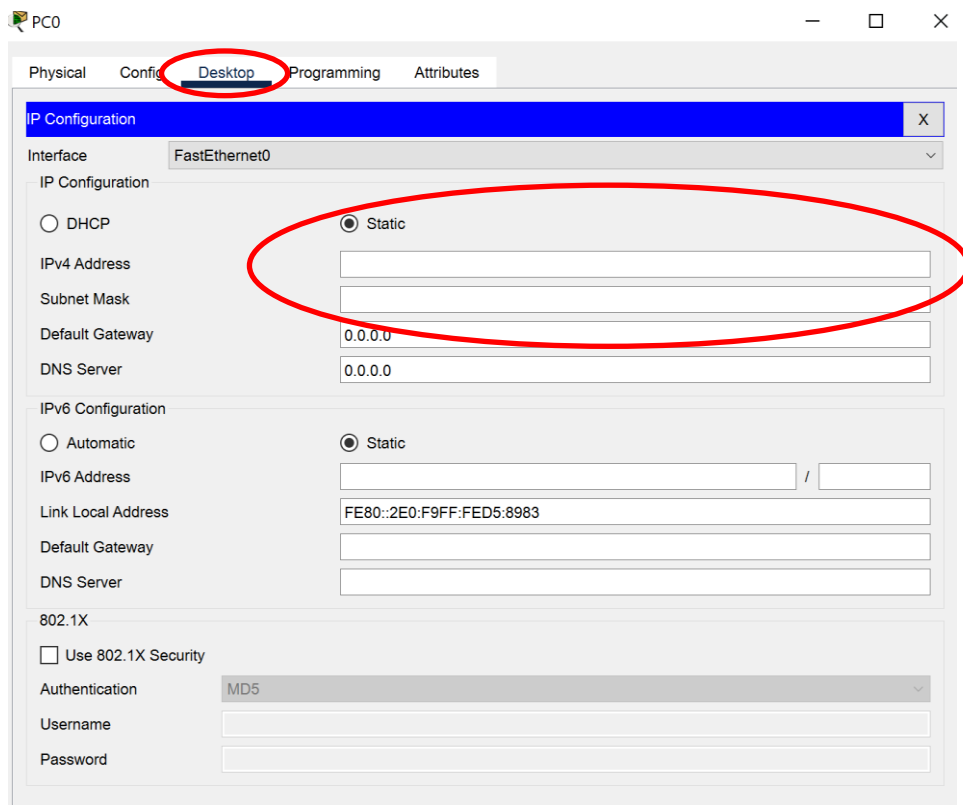 PC0
Physical Config Desktop Programming Attributes
IP Configuration X
Interface FastEthernet0
IP Configuration
DHCP Static
IPv4 Address
Subnet Mask
Default Gateway 0.0.0.0
DNS Server 0.0.0.0
IPv6 Configuration
Automatic Static
IPv6 Address /
Link Local Address FE80::2E0:F9FF:FED5:8983
Default Gateway
DNS Server
802.1X
Use 802.1X Security
Authentication MD5
Username
Password